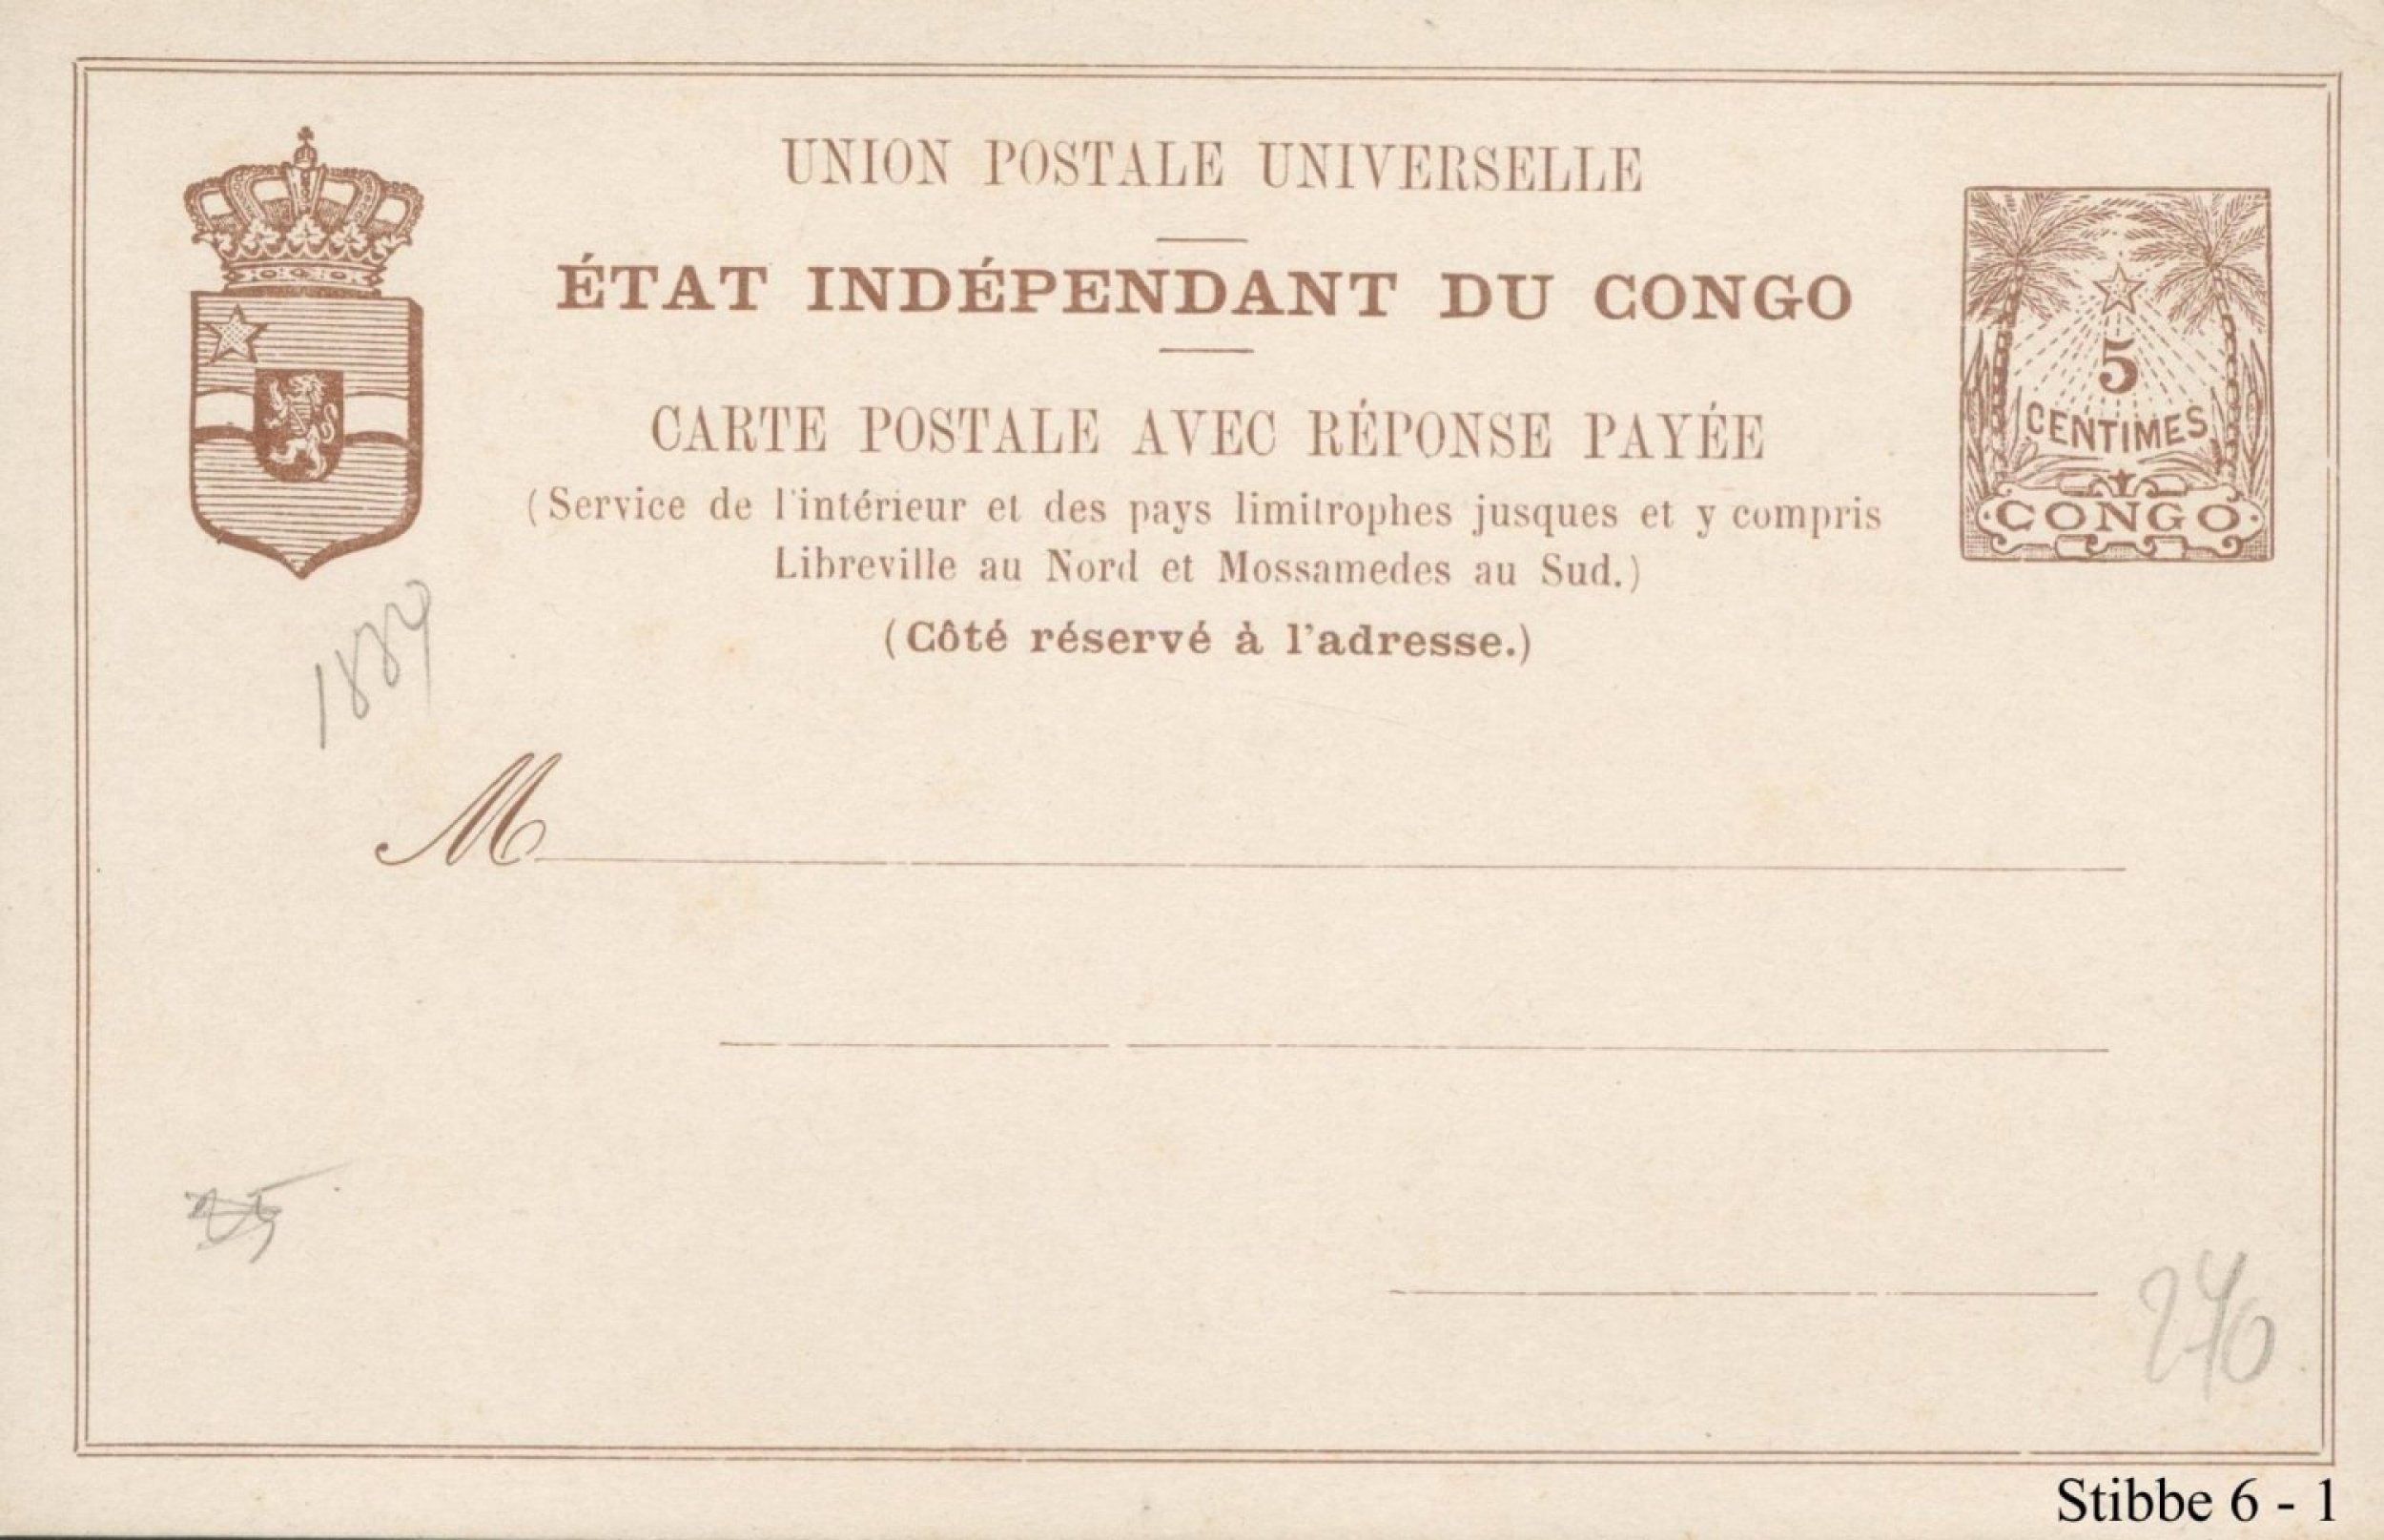 UNION POSTALE UNIVERSELLE
ÉTAT INDÉPENDANT DU CONGO
CARTE POSTALE AVEC RÉPONSE PAYÉE
(Service de l'intérieur et des pays limitrophes jusques et y compris
Libreville au Nord et Mossamedes au Sud.)
(Côté réservé à l'adresse.)
5
CENTIMES
CONGO
1889
M
240
Stibbe 6 - 1